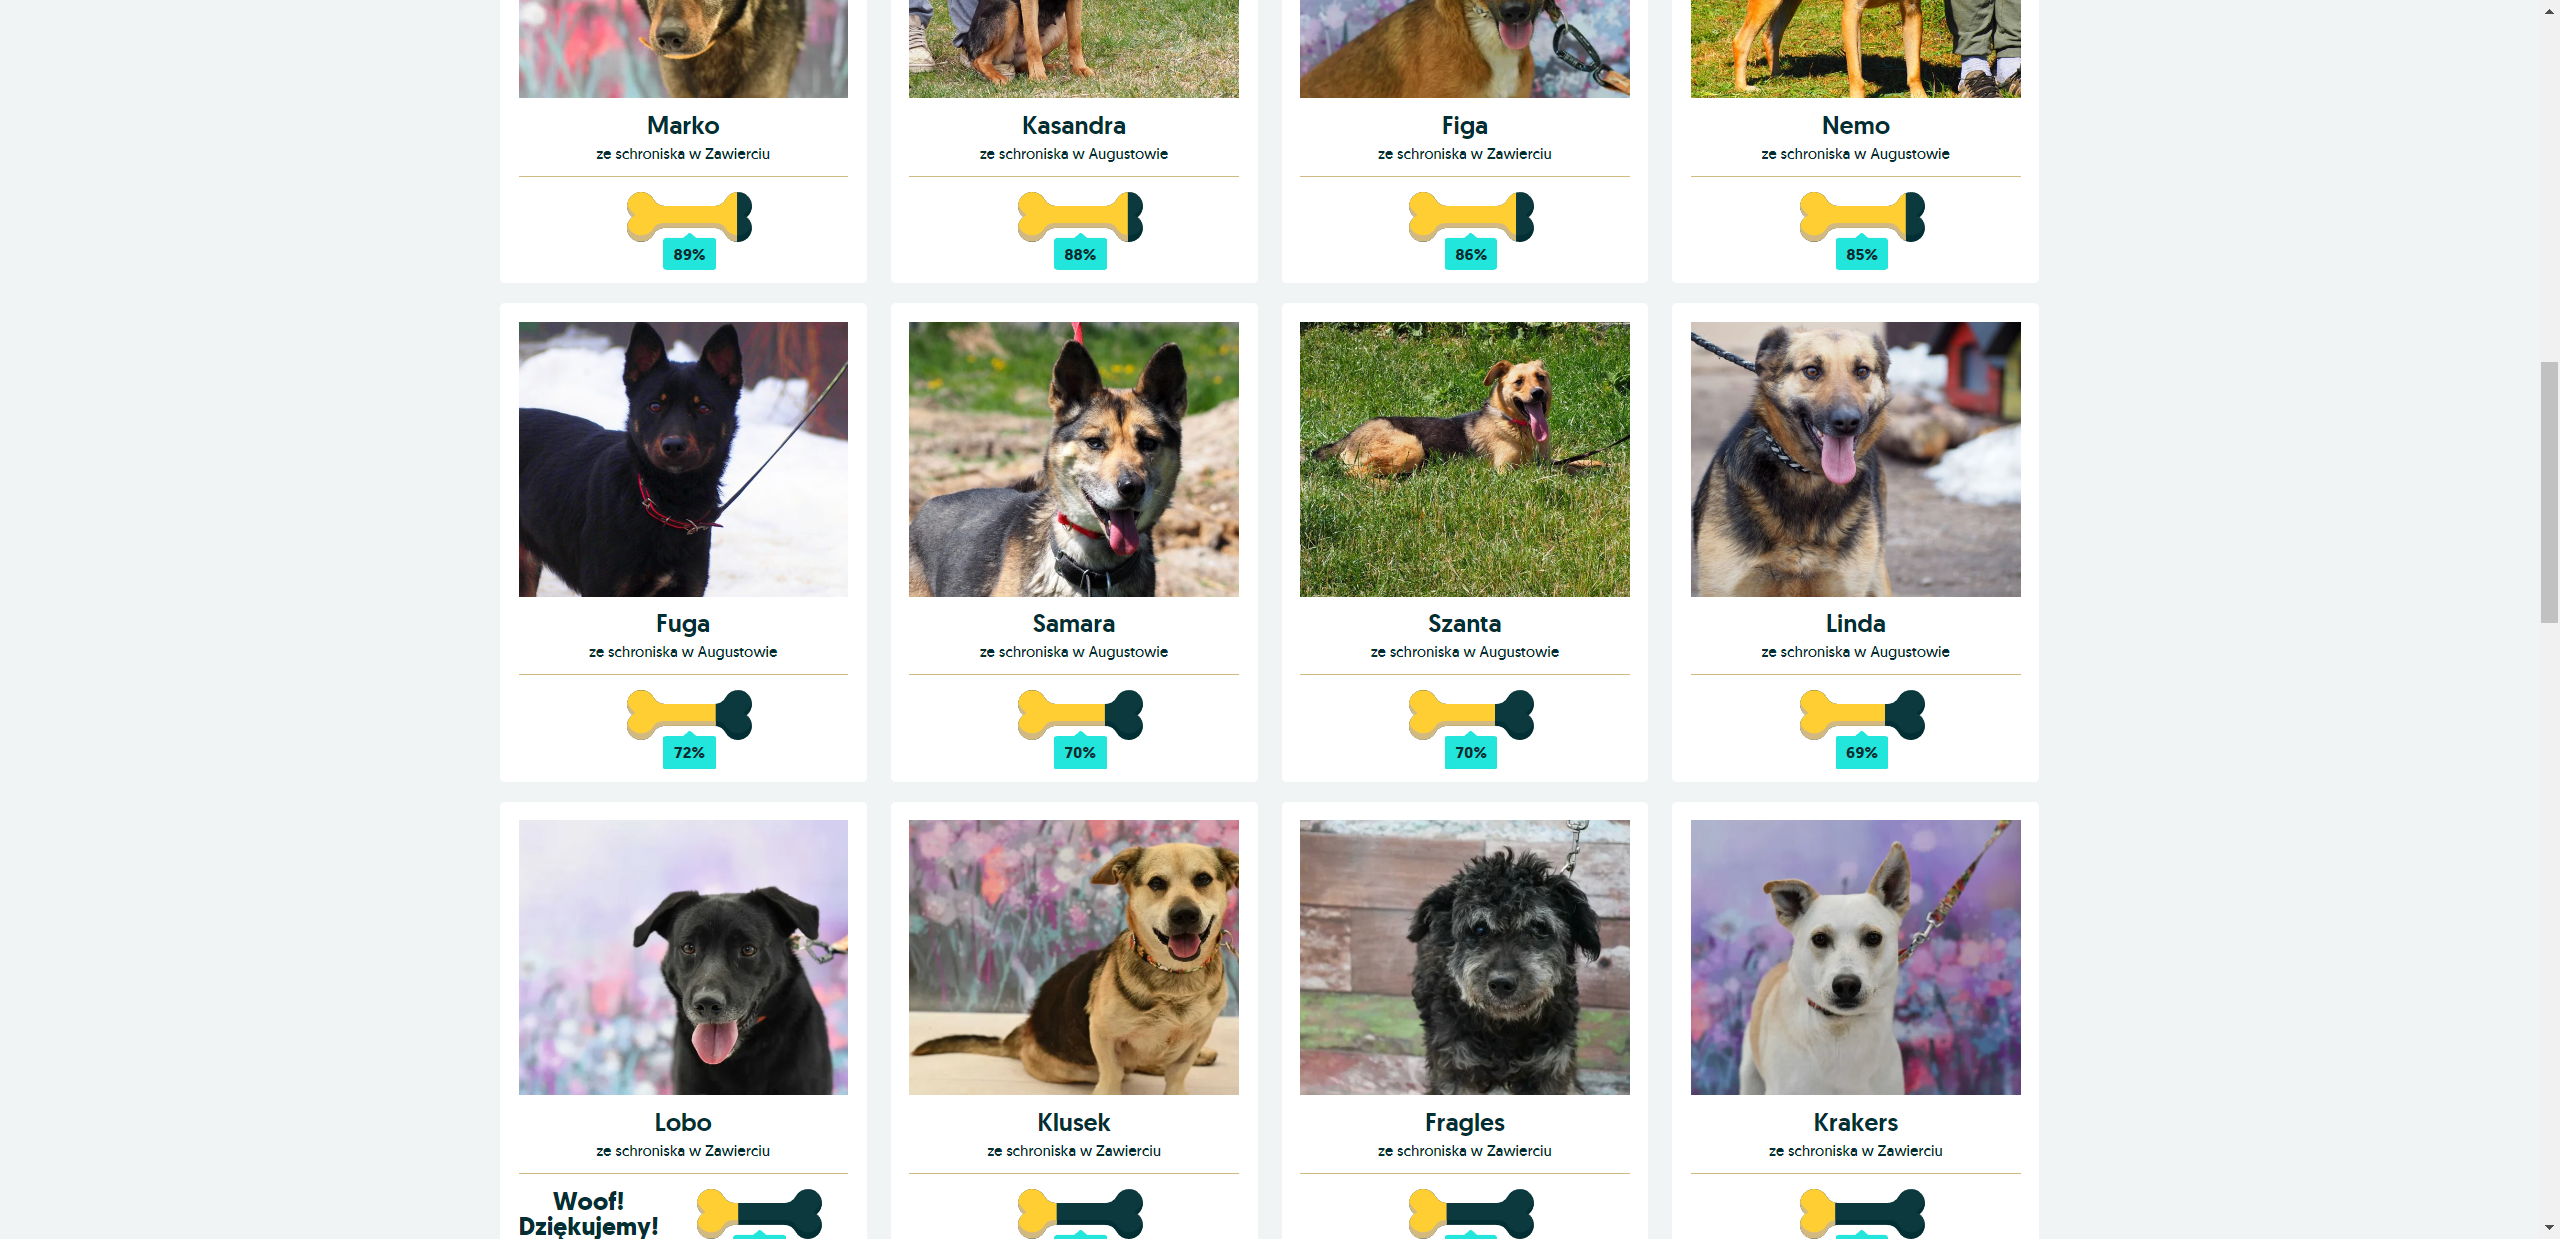 Marko
ze schroniska w Zawierciu
89%
Kasandra
ze schroniska w Augustowie
88%
Figa
ze schroniska w Zawierciu
86%
Nemo
ze schroniska w Augustowie
85%
Fuga
ze schroniska w Augustowie
72%
Samara
ze schroniska w Augustowie
70%
Szanta
ze schroniska w Augustowie
70%
Linda
ze schroniska w Augustowie
69%
Lobo
ze schroniska w Zawierciu
Woof!
Dziękujemy!
Klusek
ze schroniska w Zawierciu
Fragles
ze schroniska w Zawierciu
Krakers
ze schroniska w Zawierciu